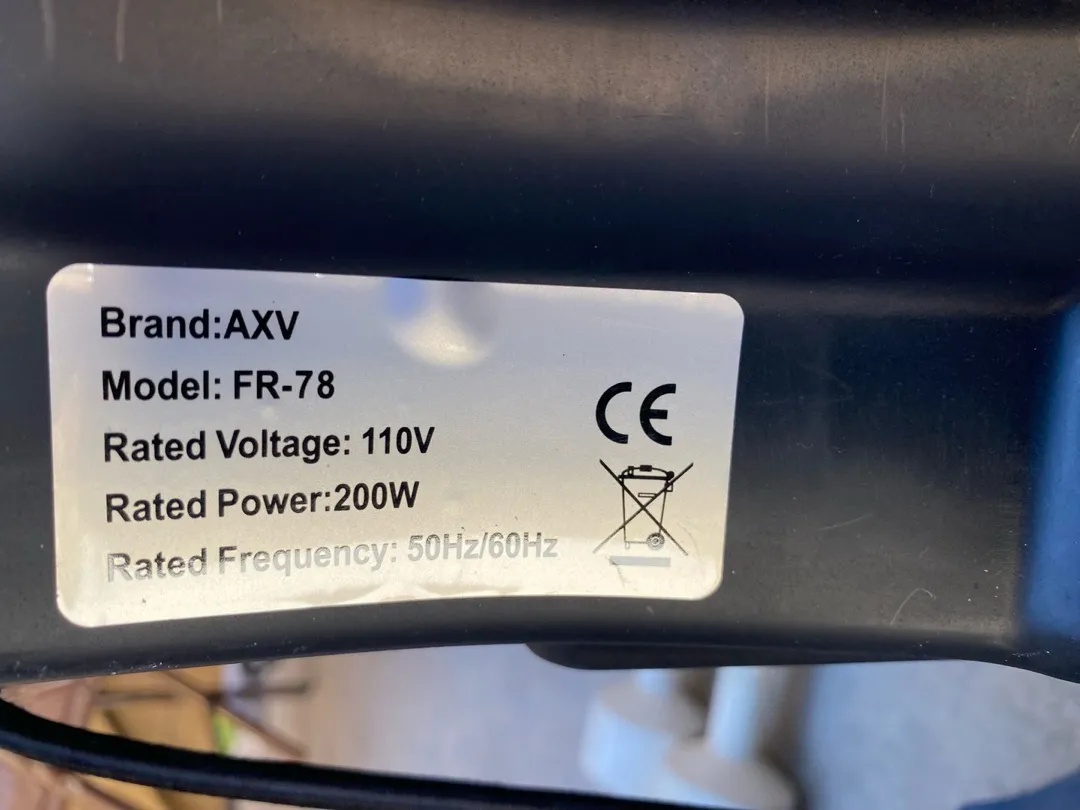 Brand:AXV
Model: FR-78
Rated Voltage: 110V
Rated Power:200W
Rated Frequency: 50Hz/60Hz
CE